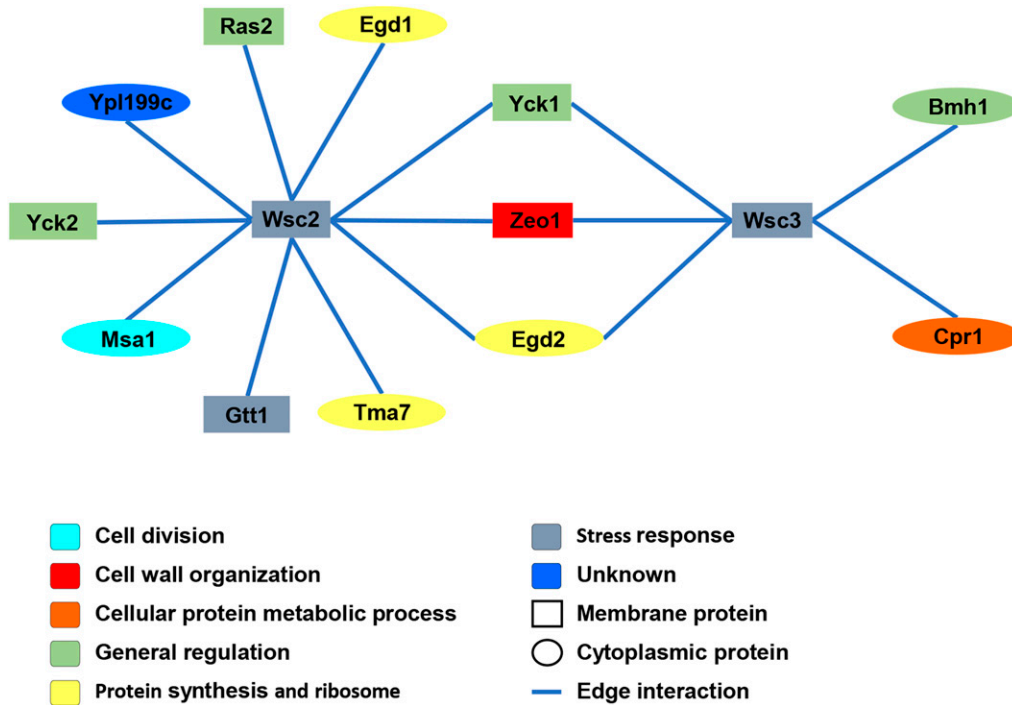 Ras2
Egd1
Ypl199c
Yck1
Bmh1
Yck2
Wsc2
Zeo1
Wsc3
Msa1
Egd2
Cpr1
Gtt1
Tma7
Cell division
Cell wall organization
Cellular protein metabolic process
General regulation
Protein synthesis and ribosome
Stress response
Unknown
Membrane protein
Cytoplasmic protein
Edge interaction